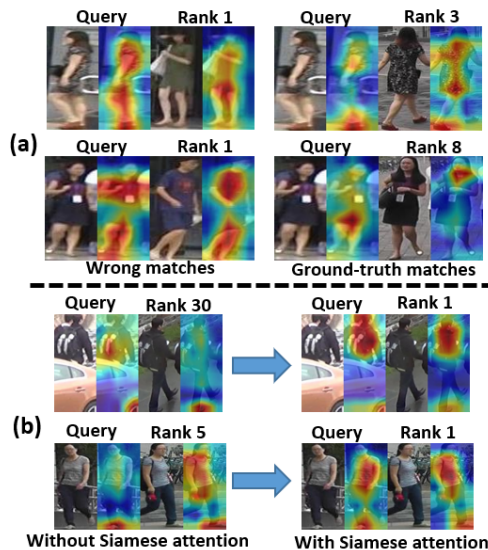 Query Rank 1 Query Rank 3
(a)
Query Rank 1 Query Rank 8
Wrong matches Ground-truth matches
Query Rank 30 Query Rank 1
(b)
Query Rank 5 Query Rank 1
Without Siamese attention With Siamese attention